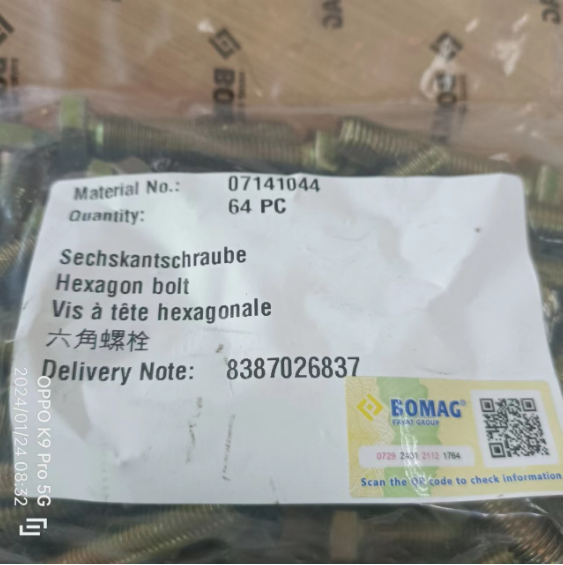 BOMAG
Material No.: 07141044
Quantity: 64 PC
Sechskantschraube
Hexagon bolt
Vis à tête hexagonale
六角螺栓
Delivery Note: 8387026837
BOMAG®
FAYAT GROUP
0729 2431 2112 1764
Scan the QR code to check information
OPPO K9 Pro 5G
2024/01/24 08:32